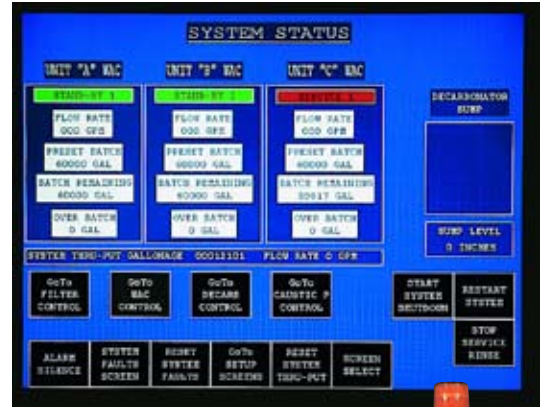 SYSTEM STATUS
UNIT "A" WAC
UNIT "B" WAC
UNIT "C" WAC
STAND-BY 1
STAND-BY 2
SERVICE
DECARBONATOR
SUMP
FLOW RATE
000 GPM
FLOW RATE
000 GPM
FLOW RATE
000 GPM
PRESET BATCH
60000 GAL
PRESET BATCH
60000 GAL
PRESET BATCH
60000 GAL
BATCH REMAINING
60000 GAL
BATCH REMAINING
60000 GAL
BATCH REMAINING
GAL
OVER BATCH
0 GAL
OVER BATCH
0 GAL
OVER BATCH
0 GAL
SUMP LEVEL
0 INCHES
SYSTEM THRU-PUT GALLONAGE 00012101 FLOW RATE 0 GPM
GoTo
FILTER
CONTROL
GoTo
WAC
CONTROL
GoTo
DECARB
CONTROL
GoTo
CAUSTIC P
CONTROL
START
SYSTEM
SHUTDOWN
RESTART
SYSTEM
STOP
SERVICE
RINSE
ALARM
SILENCE
SYSTEM
FAULTS
SCREEN
RESET
SYSTEM
FAULTS
GoTo
SETUP
SCREENS
RESET
SYSTEM
THRU-PUT
SCREEN
SELECT